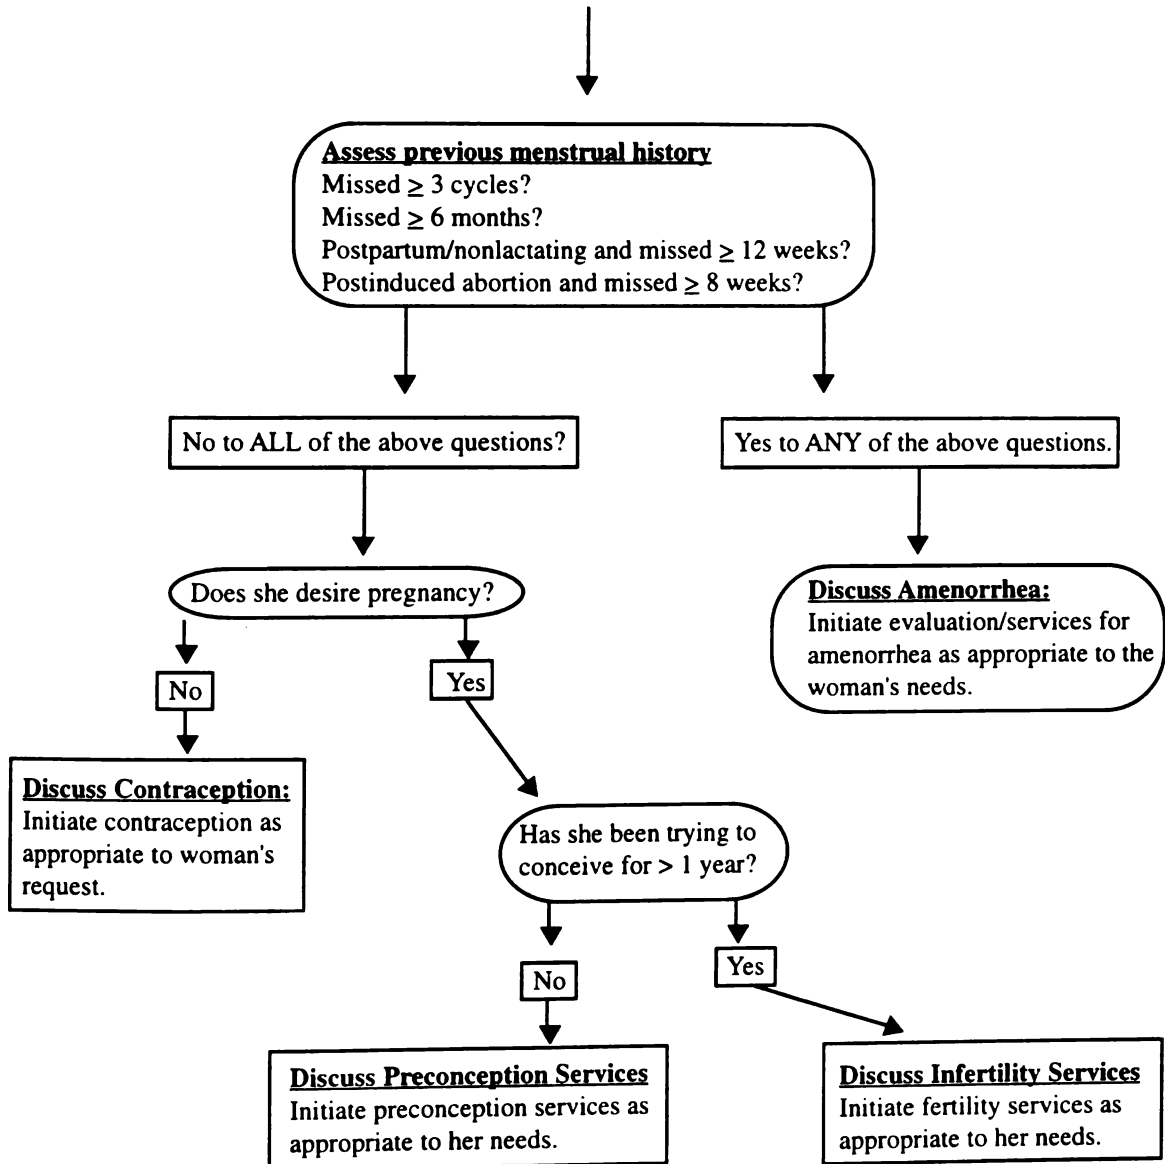 Assess previous menstrual history
Missed ≥ 3 cycles?
Missed ≥ 6 months?
Postpartum/nonlactating and missed ≥ 12 weeks?
Postinduced abortion and missed ≥ 8 weeks?
No to ALL of the above questions?
Yes to ANY of the above questions.
Does she desire pregnancy?
Discuss Amenorrhea:
Initiate evaluation/services for
amenorrhea as appropriate to the
woman's needs.
No
Yes
Discuss Contraception:
Initiate contraception as
appropriate to woman's
request.
Has she been trying to
conceive for > 1 year?
No
Yes
Discuss Preconception Services
Initiate preconception services as
appropriate to her needs.
Discuss Infertility Services
Initiate fertility services as
appropriate to her needs.